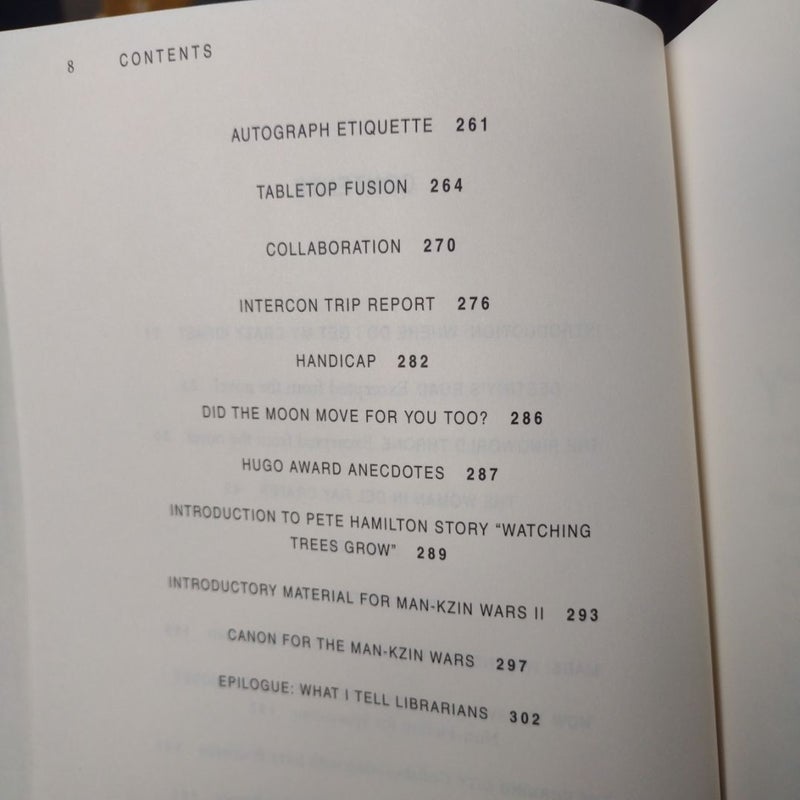 8 CONTENTS
AUTOGRAPH ETIQUETTE 261
TABLETOP FUSION 264
COLLABORATION 270
INTERCON TRIP REPORT 276
HANDICAP 282
DID THE MOON MOVE FOR YOU TOO? 286
HUGO AWARD ANECDOTES 287
INTRODUCTION TO PETE HAMILTON STORY “WATCHING
TREES GROW” 289
INTRODUCTORY MATERIAL FOR MAN-KZIN WARS II 293
CANON FOR THE MAN-KZIN WARS 297
EPILOGUE: WHAT I TELL LIBRARIANS 302